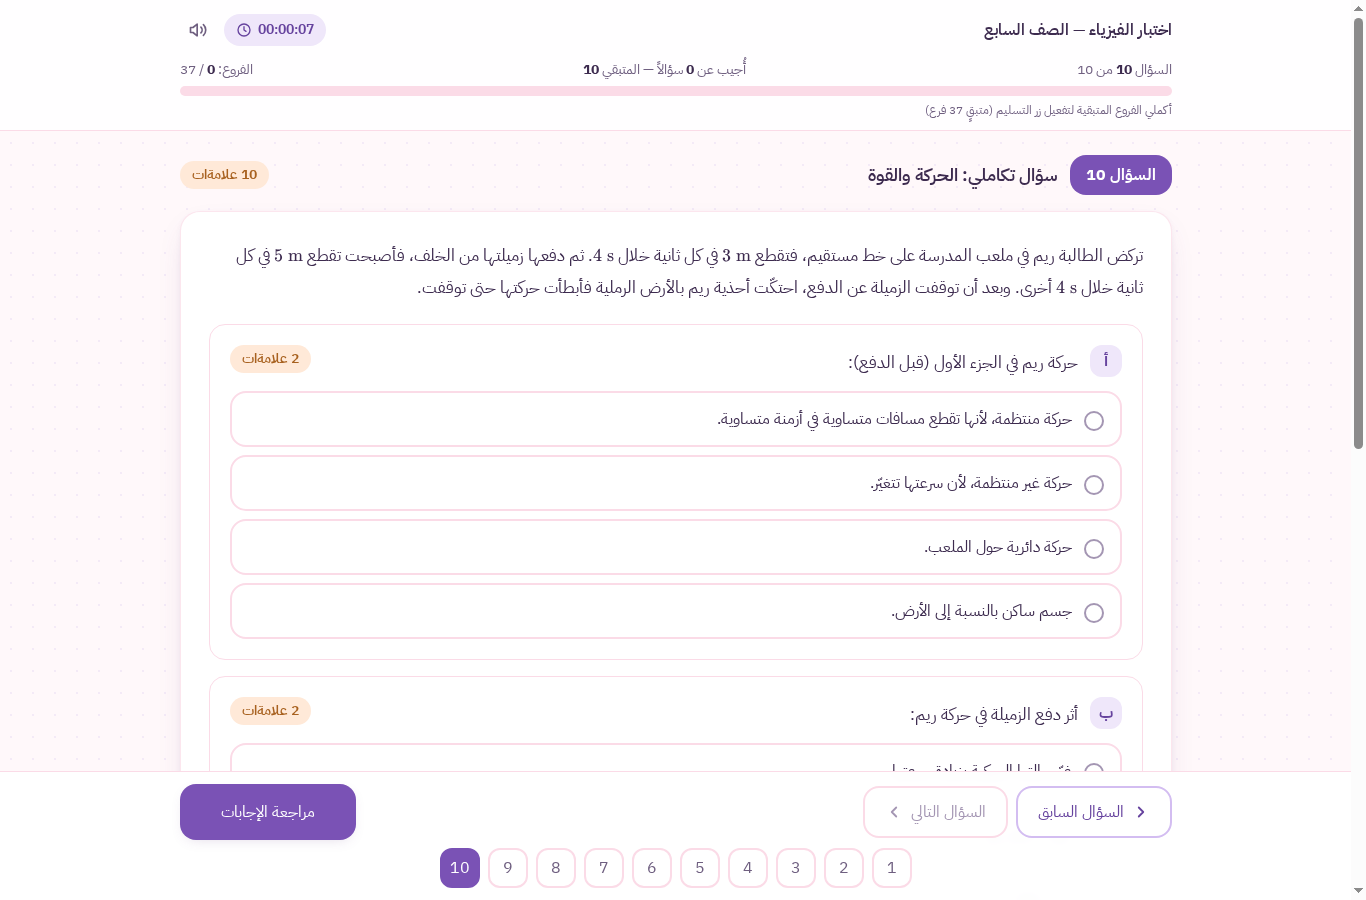 اختبار الفيزياء — الصف السابع
00:00:07
السؤال 10 من 10
أُجيب عن 0 سؤالاً — المتبقي 10
الفروع: 0 / 37
أكملي الفروع المتبقية لتفعيل زر التسليم (متبقٍ 37 فرع)
السؤال 10
سؤال تكاملي: الحركة والقوة
10 علامات
تركض الطالبة ريم في ملعب المدرسة على خط مستقيم، فتقطع 3 m في كل ثانية خلال 4 s. ثم دفعها زميلتها من الخلف، فأصبحت تقطع 5 m في كل
ثانية خلال 4 s أخرى. وبعد أن توقفت الزميلة عن الدفع، احتكّت أحذية ريم بالأرض الرملية فأبطأت حركتها حتى توقفت.
أ
حركة ريم في الجزء الأول (قبل الدفع):
2 علامات
حركة منتظمة، لأنها تقطع مسافات متساوية في أزمنة متساوية.
حركة غير منتظمة، لأن سرعتها تتغيّر.
حركة دائرية حول الملعب.
جسم ساكن بالنسبة إلى الأرض.
ب
أثر دفع الزميلة في حركة ريم:
2 علامات
السؤال السابق
السؤال التالي
مراجعة الإجابات
1 2 3 4 5 6 7 8 9 10